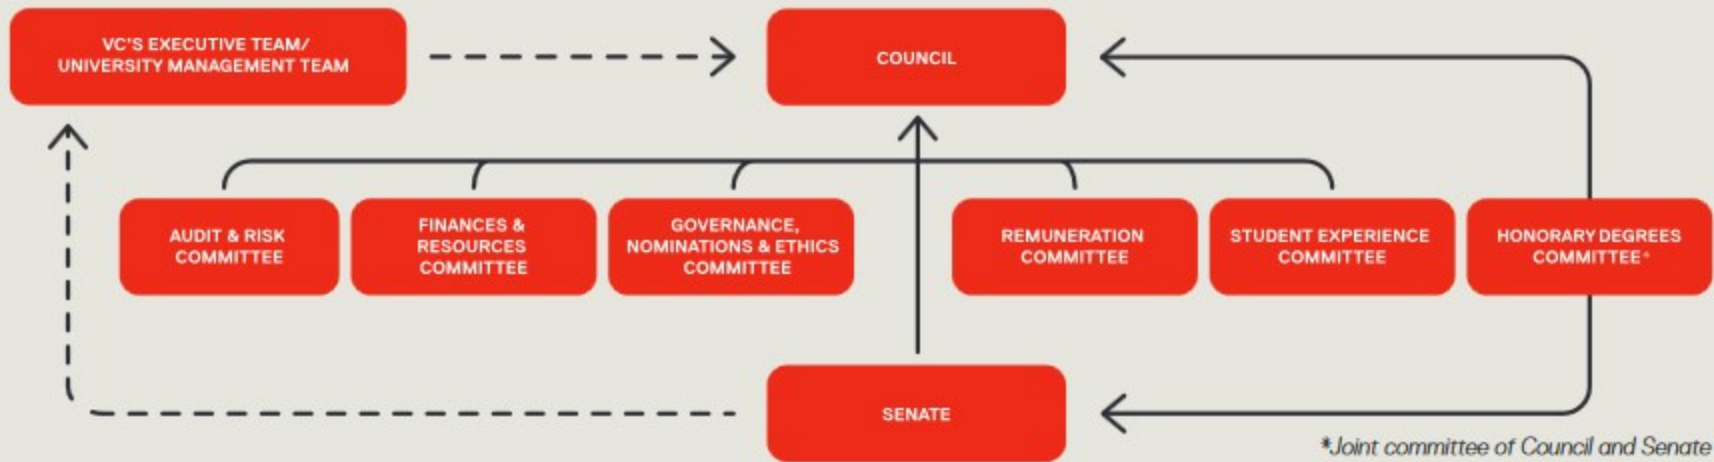 VC'S EXECUTIVE TEAM/
UNIVERSITY MANAGEMENT TEAM
COUNCIL
AUDIT & RISK
COMMITTEE
FINANCES &
RESOURCES
COMMITTEE
GOVERNANCE,
NOMINATIONS & ETHICS
COMMITTEE
REMUNERATION
COMMITTEE
STUDENT EXPERIENCE
COMMITTEE
HONORARY DEGREES
COMMITTEE*
SENATE
*Joint committee of Council and Senate